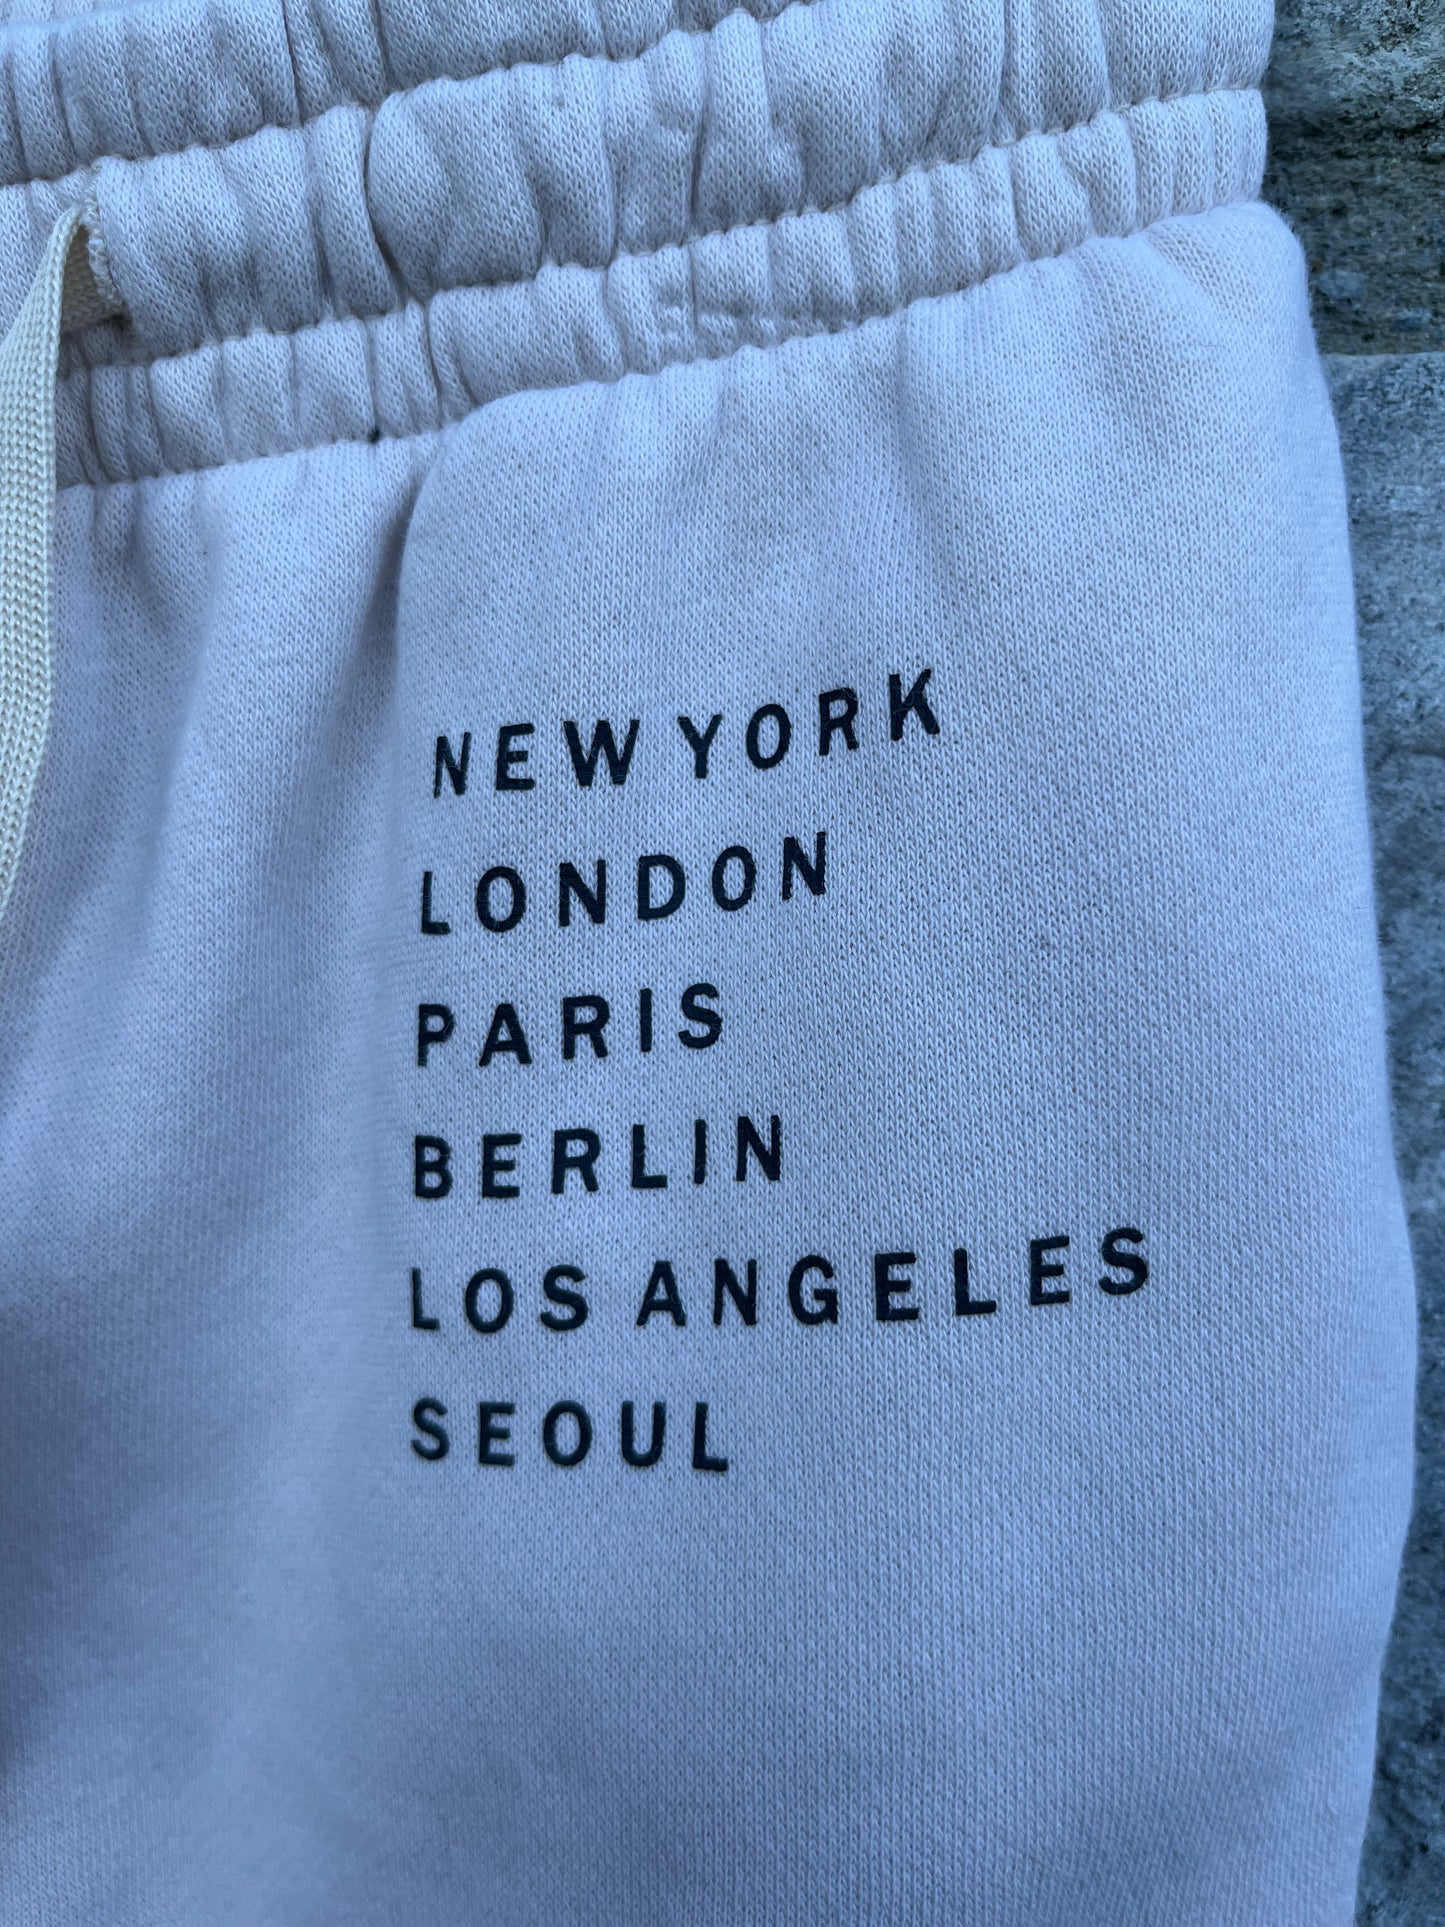 NEW YORK
LONDON
PARIS
BERLIN
LOS ANGELES
SEOUL